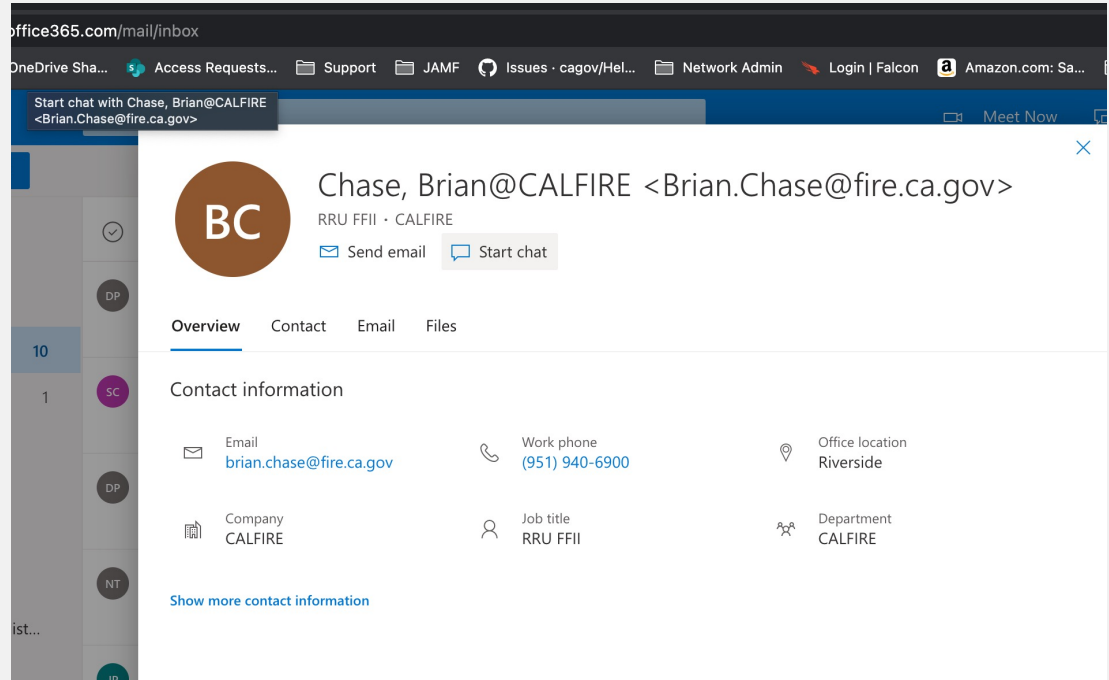 office365.com/mail/inbox
OneDrive Sha... Access Requests... Support JAMF Issues · cagov/Hel... Network Admin Login | Falcon Amazon.com: Sa...
Start chat with Chase, Brian@CALFIRE
<Brian.Chase@fire.ca.gov>
Meet Now
BC
Chase, Brian@CALFIRE <Brian.Chase@fire.ca.gov>
RRU FFII • CALFIRE
Send email Start chat
DP
Overview Contact Email Files
10
SC
1
Contact information
Email
brian.chase@fire.ca.gov
Work phone
(951) 940-6900
Office location
Riverside
DP
Company
CALFIRE
Job title
RRU FFII
Department
CALFIRE
NT
Show more contact information
ist...